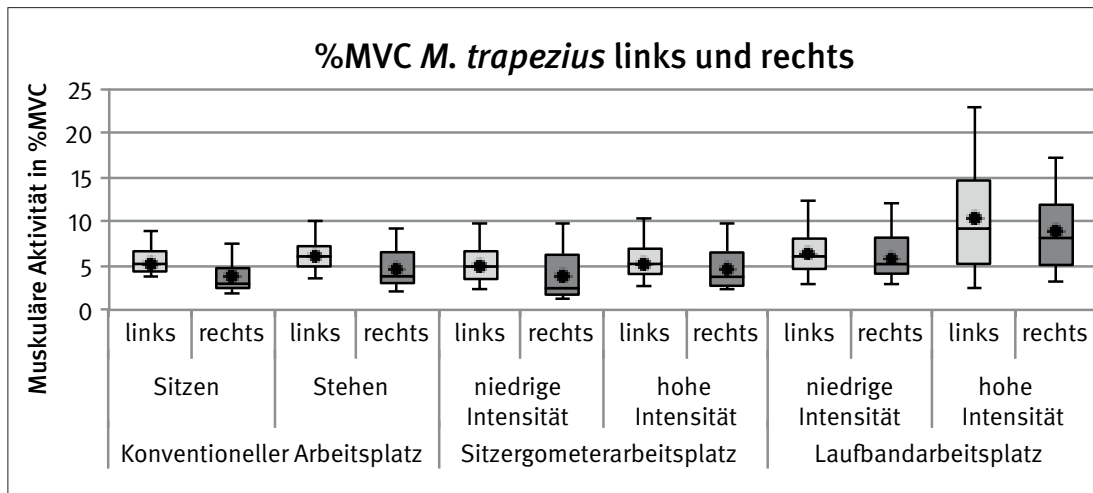 %MVC M. trapezius links und rechts
Muskuläre Aktivität in %MVC
25
20
15
10
5
0
links rechts links rechts links rechts links rechts links rechts links rechts
Sitzen Stehen niedrige Intensität hohe Intensität niedrige Intensität hohe Intensität
Konventioneller Arbeitsplatz Sitzergometerarbeitsplatz Laufbandarbeitsplatz